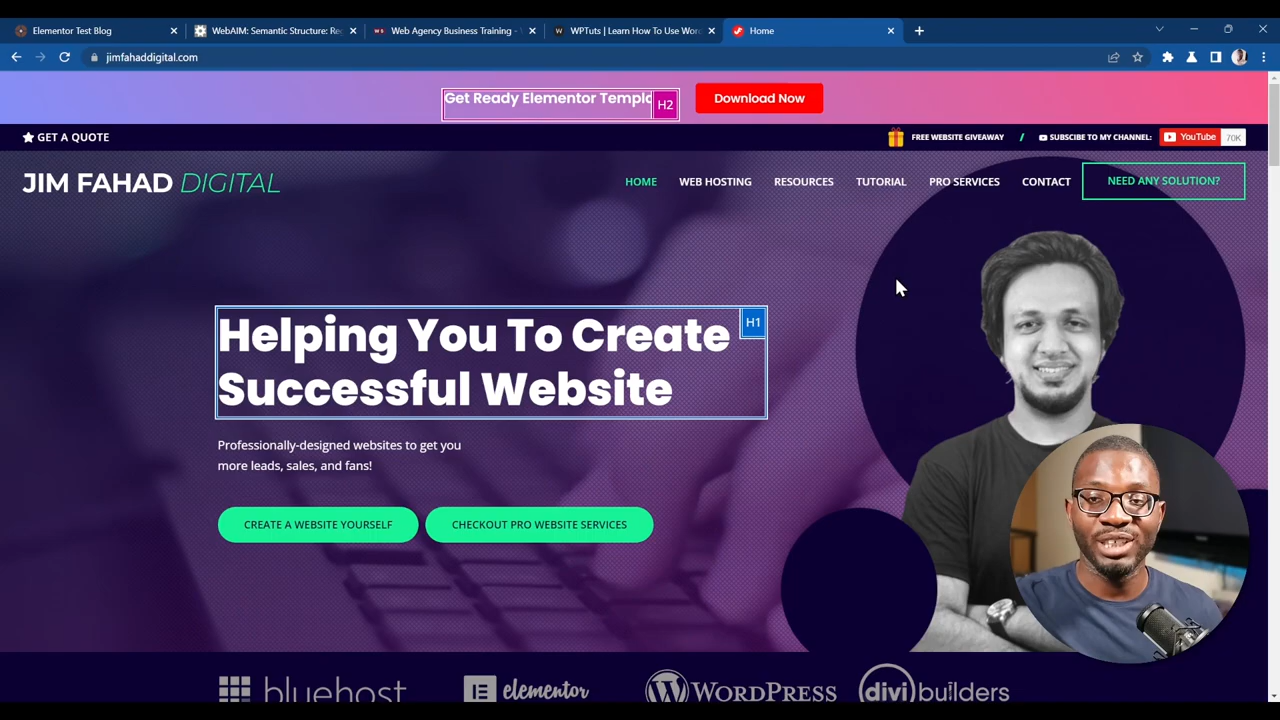 Elementor Test Blog
WebAIM: Semantic Structure: Re
Web Agency Business Training -
WPTuts | Learn How To Use Wor
Home
jimfahaddigital.com
Get Ready Elementor Templa
H2
Download Now
GET A QUOTE
FREE WEBSITE GIVEAWAY / SUBSCIBE TO MY CHANNEL: YouTube 70K
JIM FAHAD DIGITAL
HOME WEB HOSTING RESOURCES TUTORIAL PRO SERVICES CONTACT NEED ANY SOLUTION?
Helping You To Create
H1
Successful Website
Professionally-designed websites to get you
more leads, sales, and fans!
CREATE A WEBSITE YOURSELF
CHECKOUT PRO WEBSITE SERVICES
bluehost elementor WORDPRESS divi builders